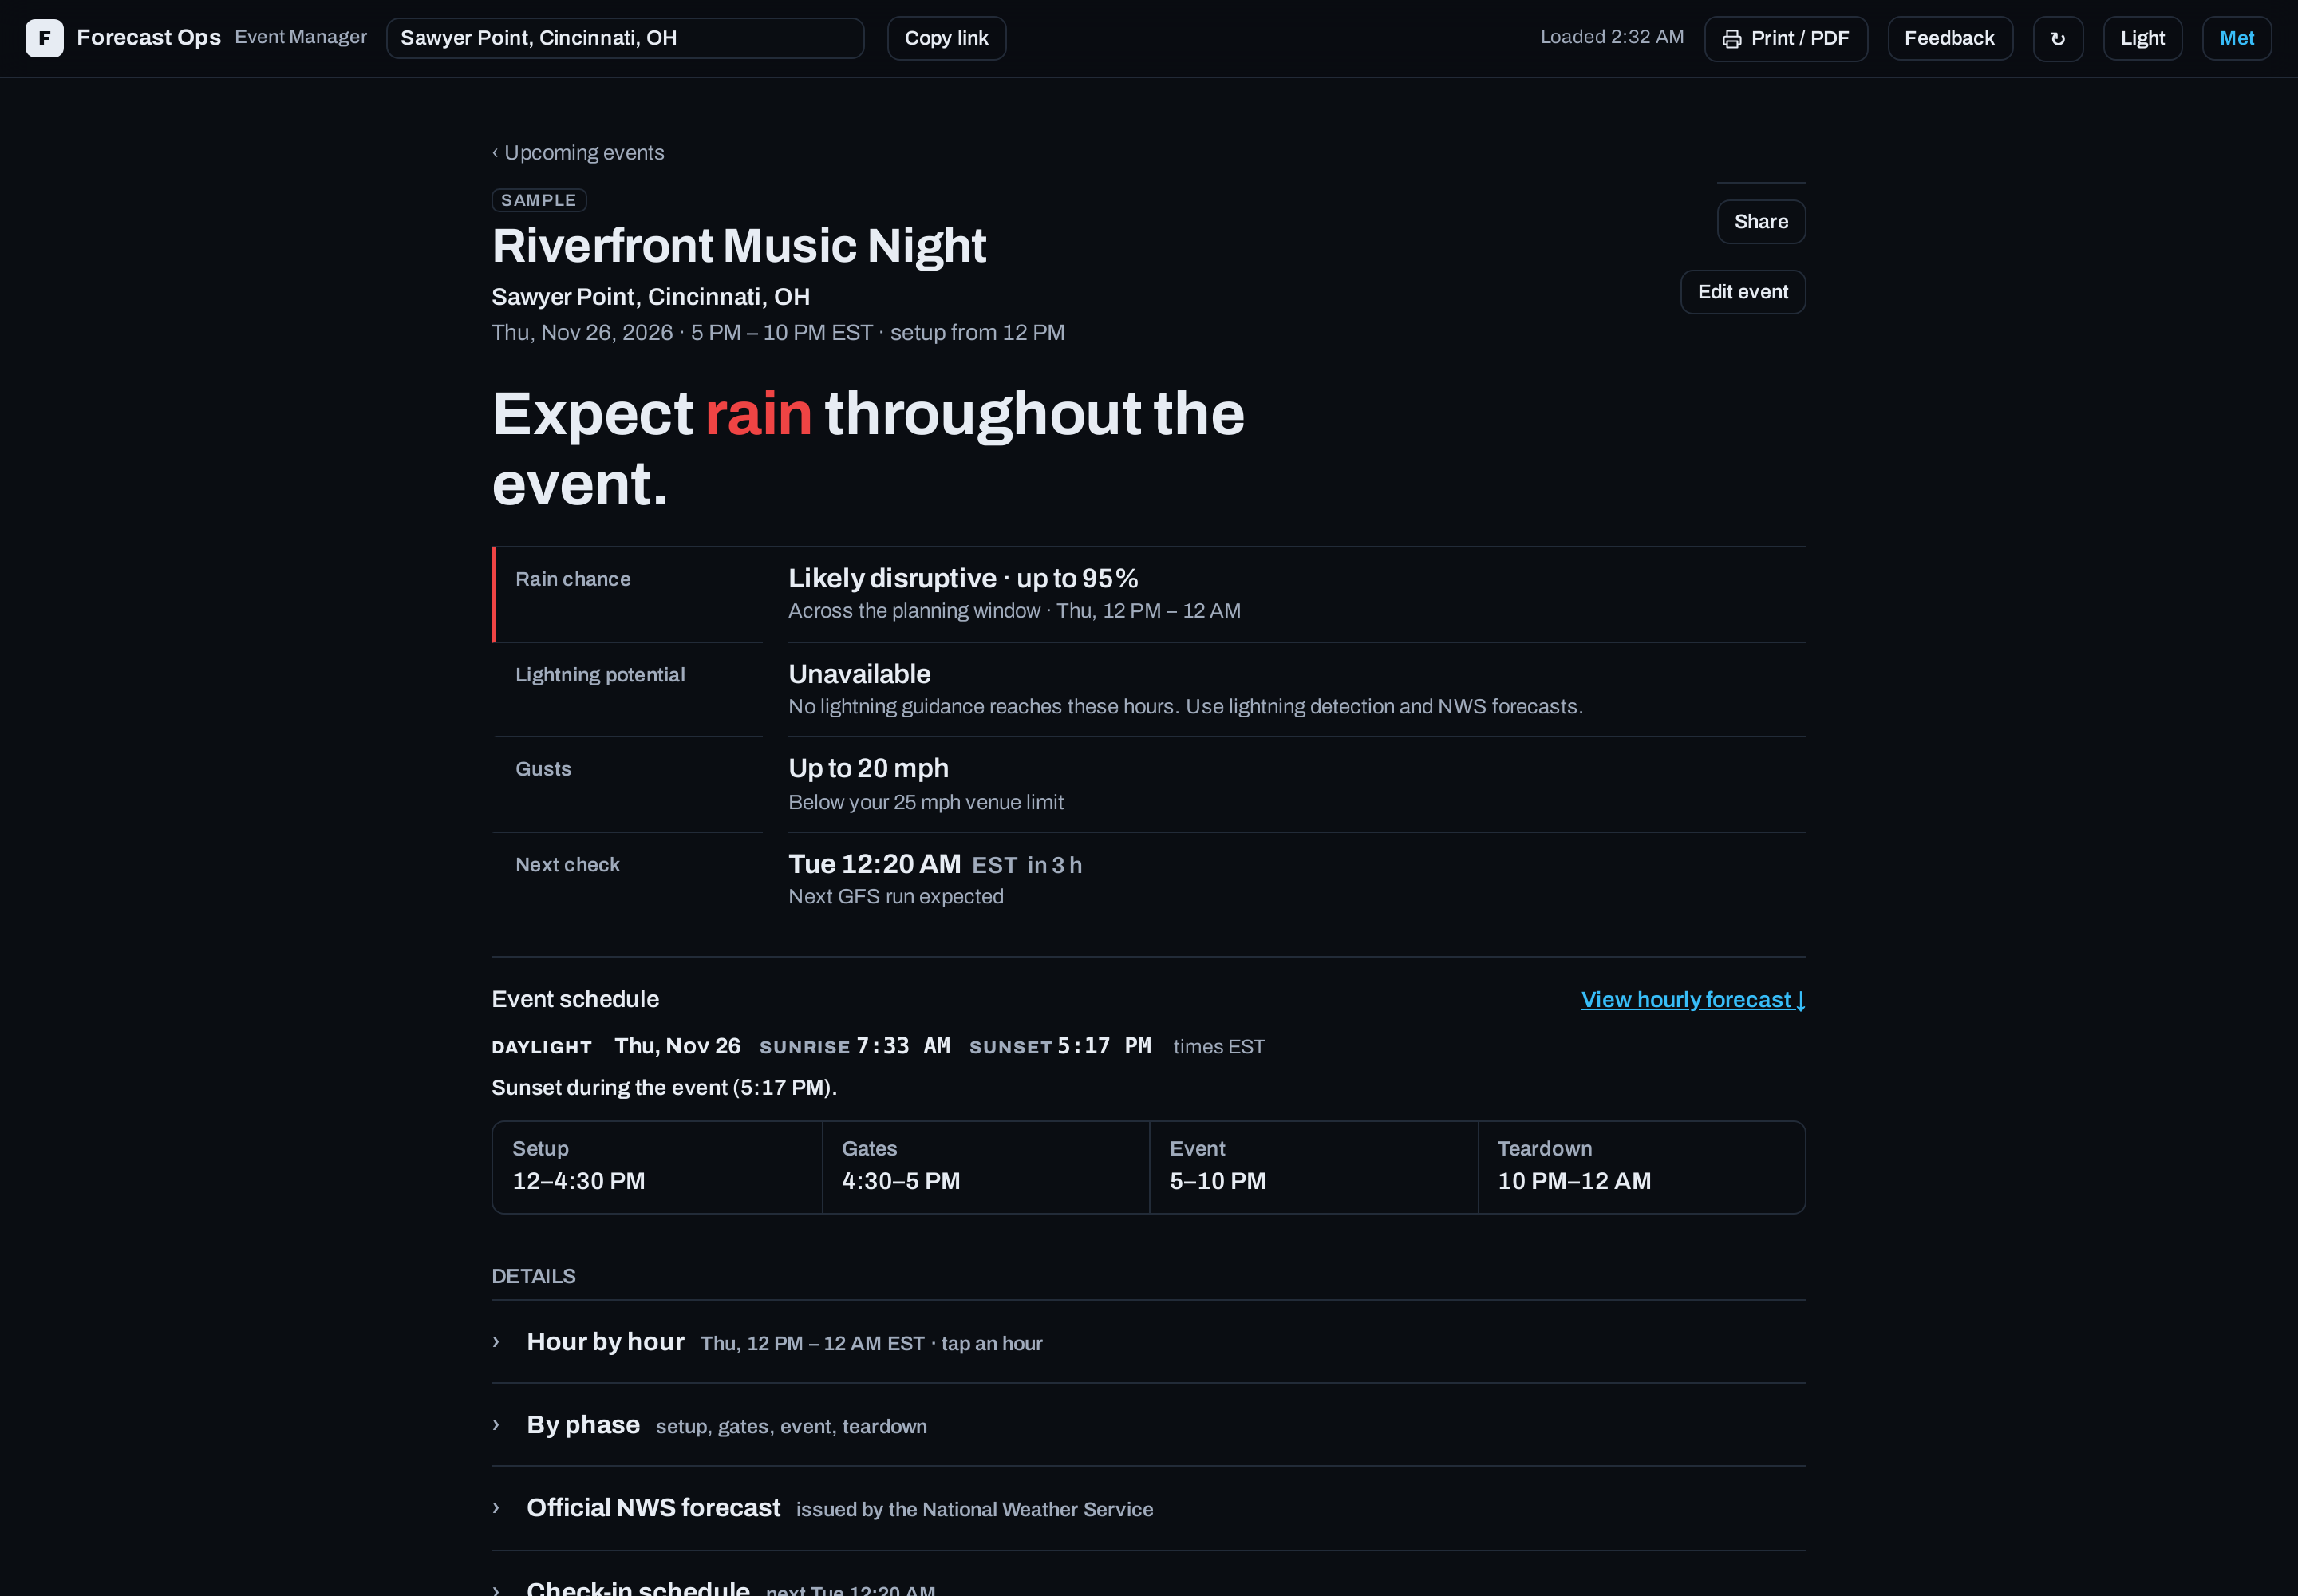 F Forecast Ops Event Manager Sawyer Point, Cincinnati, OH Copy link Loaded 2:32 AM Print / PDF Feedback ↻ Light Met
‹ Upcoming events
SAMPLE
Riverfront Music Night
Sawyer Point, Cincinnati, OH
Thu, Nov 26, 2026 · 5 PM – 10 PM EST · setup from 12 PM
Share
Edit event
Expect rain throughout the
event.
Rain chance
Likely disruptive · up to 95%
Across the planning window · Thu, 12 PM – 12 AM
Lightning potential
Unavailable
No lightning guidance reaches these hours. Use lightning detection and NWS forecasts.
Gusts
Up to 20 mph
Below your 25 mph venue limit
Next check
Tue 12:20 AM EST in 3 h
Next GFS run expected
Event schedule
View hourly forecast ↓
DAYLIGHT Thu, Nov 26 SUNRISE 7:33 AM SUNSET 5:17 PM times EST
Sunset during the event (5:17 PM).
Setup
12–4:30 PM
Gates
4:30–5 PM
Event
5–10 PM
Teardown
10 PM–12 AM
DETAILS
› Hour by hour Thu, 12 PM – 12 AM EST · tap an hour
› By phase setup, gates, event, teardown
› Official NWS forecast issued by the National Weather Service
› Check-in schedule next Tue 12:20 AM